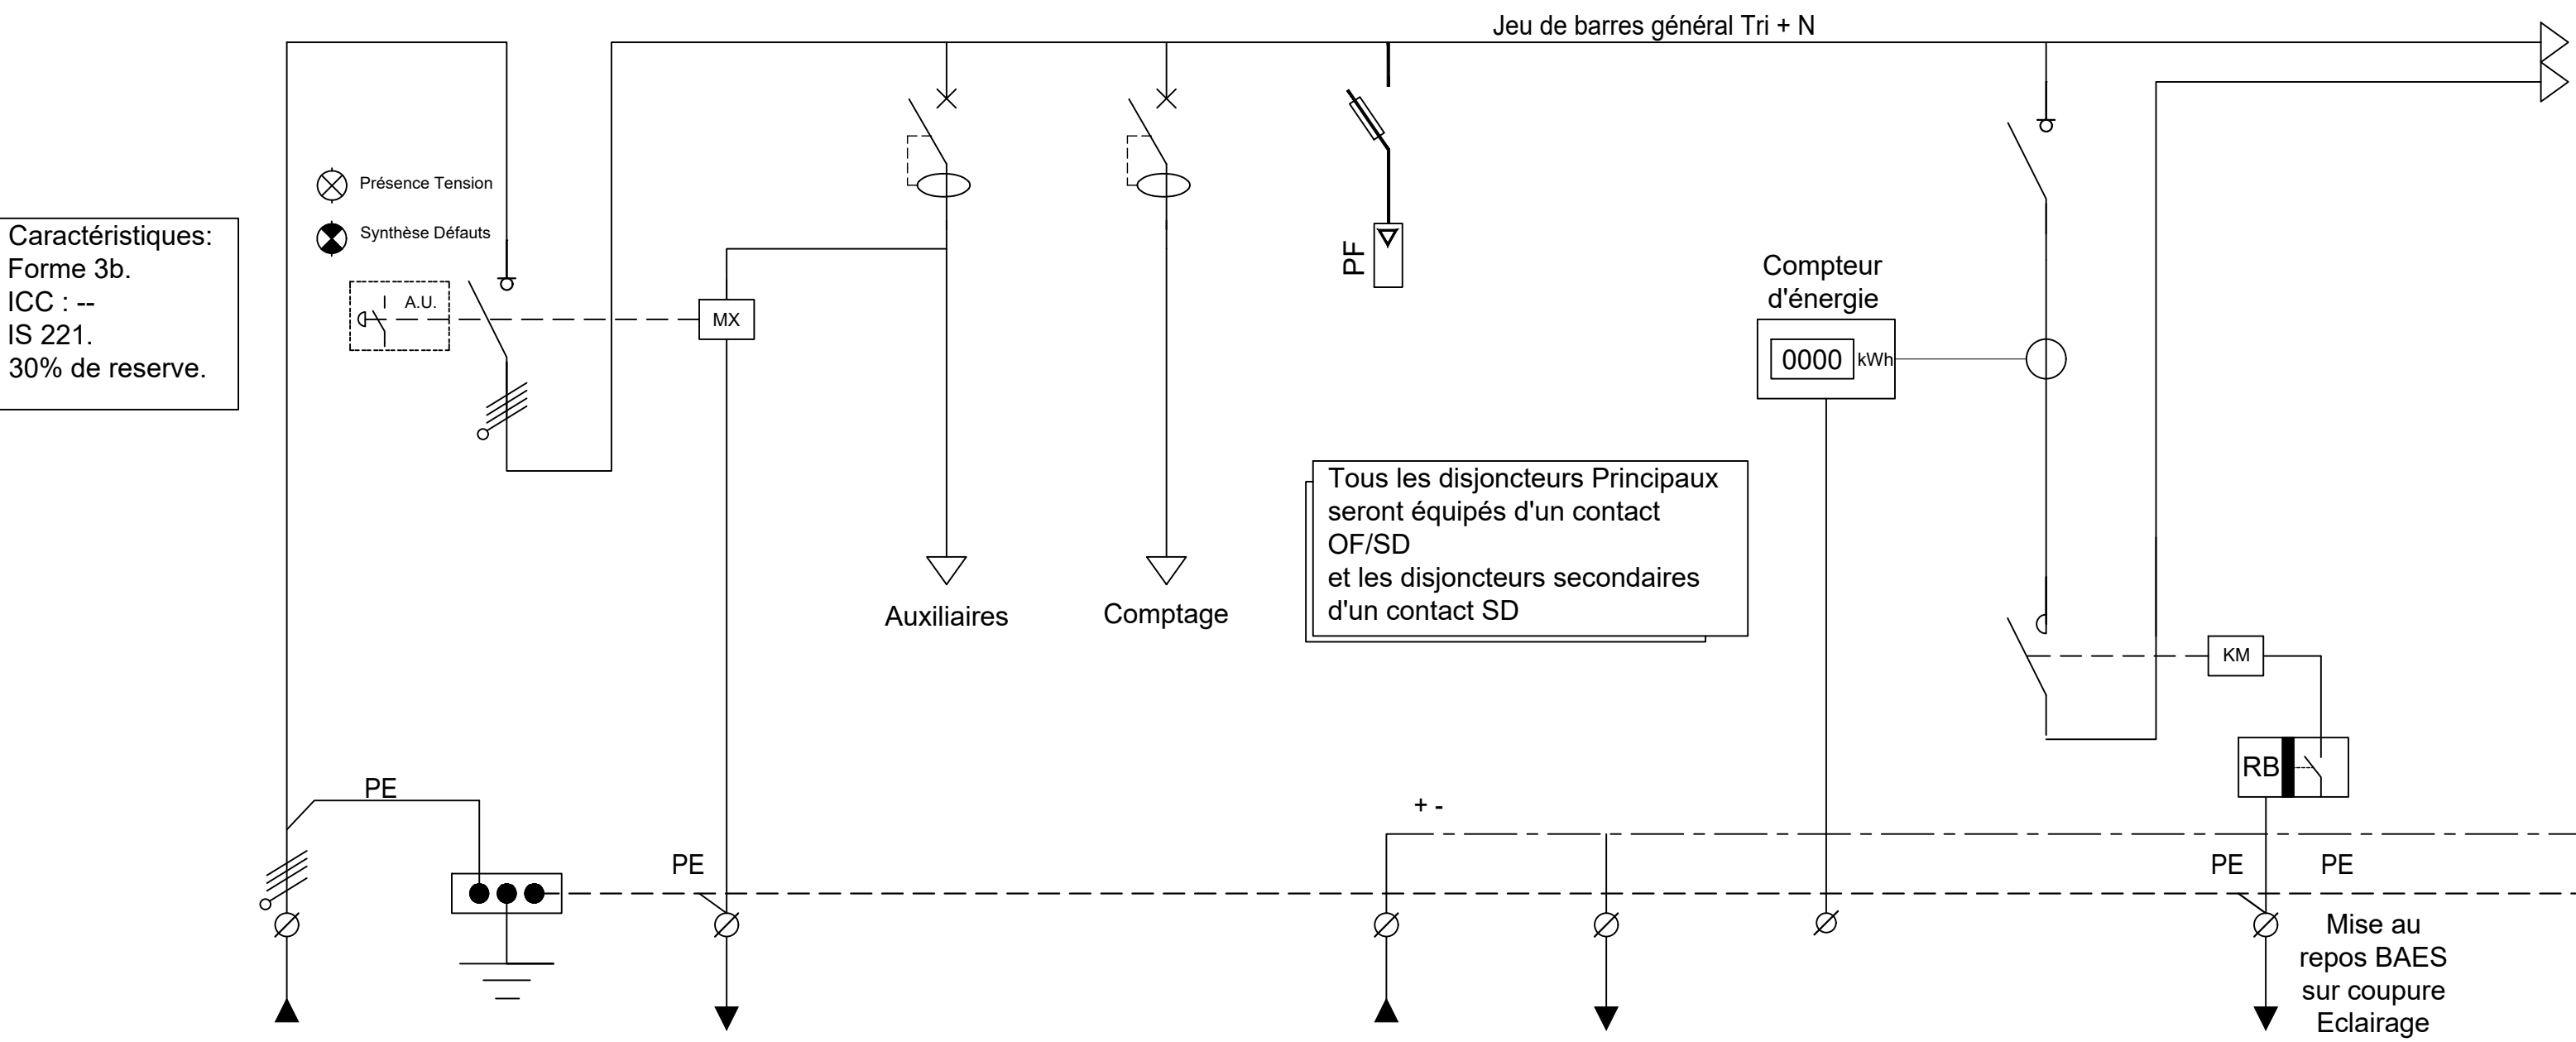 Jeu de barres général Tri + N
Présence Tension
Synthèse Défauts
Caractéristiques:
Forme 3b.
ICC : --
IS 221.
30% de reserve.
A.U.
MX
PF
Compteur
d'énergie
0000 kWh
Tous les disjoncteurs Principaux
seront équipés d'un contact
OF/SD
et les disjoncteurs secondaires
d'un contact SD
Auxiliaires
Comptage
KM
RB
PE
+ -
PE
PE
PE
Mise au
repos BAES
sur coupure
Eclairage